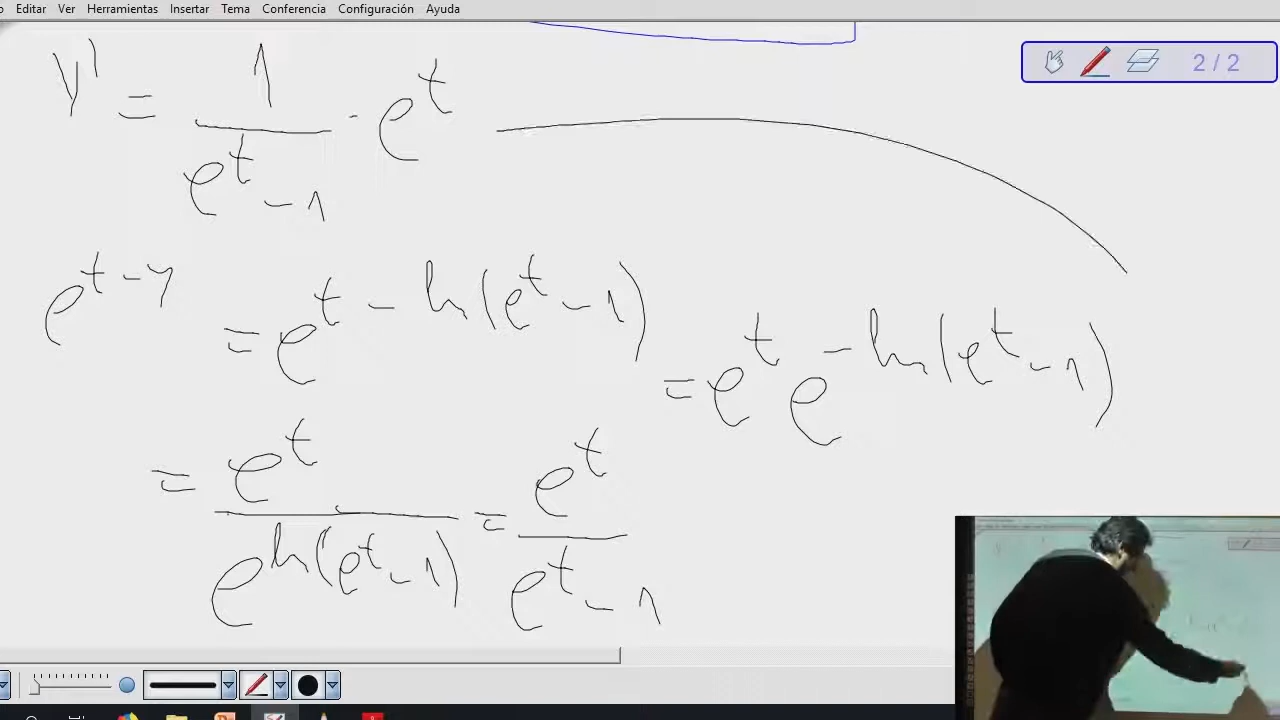 Editar Ver Herramientas Insertar Tema Conferencia Configuración Ayuda
2 / 2
y' = 1/(e^t - 1) · e^t
e^(t-y) = e^(t - ln(e^t - 1)) = e^t e^(-ln(e^t - 1))
= e^t/e^(ln(e^t - 1)) = e^t/(e^t - 1)